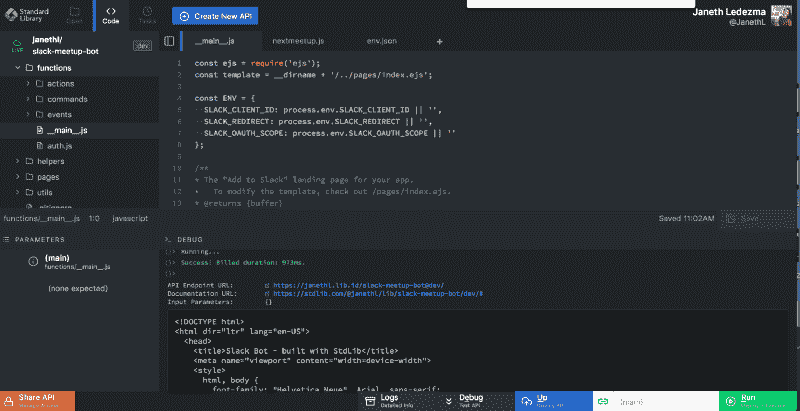 Standard Library
Code
Tasks
Create New API
Janeth Ledezma
@JanethL
janethl/
slack-meetup-bot
LIVE
dev
__main__.js
nextmeetup.js
env.json
+
functions
actions
commands
events
__main__.js
auth.js
helpers
pages
utils
1 const ejs = require('ejs');
2 const template = __dirname + '/../pages/index.ejs';
3
4 const ENV = {
5 SLACK_CLIENT_ID: process.env.SLACK_CLIENT_ID || '',
6 SLACK_REDIRECT: process.env.SLACK_REDIRECT || '',
7 SLACK_OAUTH_SCOPE: process.env.SLACK_OAUTH_SCOPE || ''
8 };
9
10 /**
11 * The "Add to Slack" landing page for your app.
12 * To modify the template, check out /pages/index.ejs.
13 * @returns {buffer}
functions/__main__.js 1:0 javascript
Saved 11:02AM
Save
PARAMETERS
(main)
functions/__main__.js
(none expected)
DEBUG
Running...
Success: Billed duration: 973ms.
API Endpoint URL: https://janethl.lib.id/slack-meetup-bot@dev/
Documentation URL: https://stdlib.com/@janethl/lib/slack-meetup-bot/dev/#
Input Parameters: {}
<!DOCTYPE html>
<html dir="ltr" lang="en-US">
<head>
<title>Slack Bot - built with StdLib</title>
<meta name="viewport" content="width=device-width">
<style>
html, body {
font-family: "Helvetica Neue", Arial, sans-serif;
Share API
Logs
Detailed Info
Debug
Test API
Up
(name)
Run